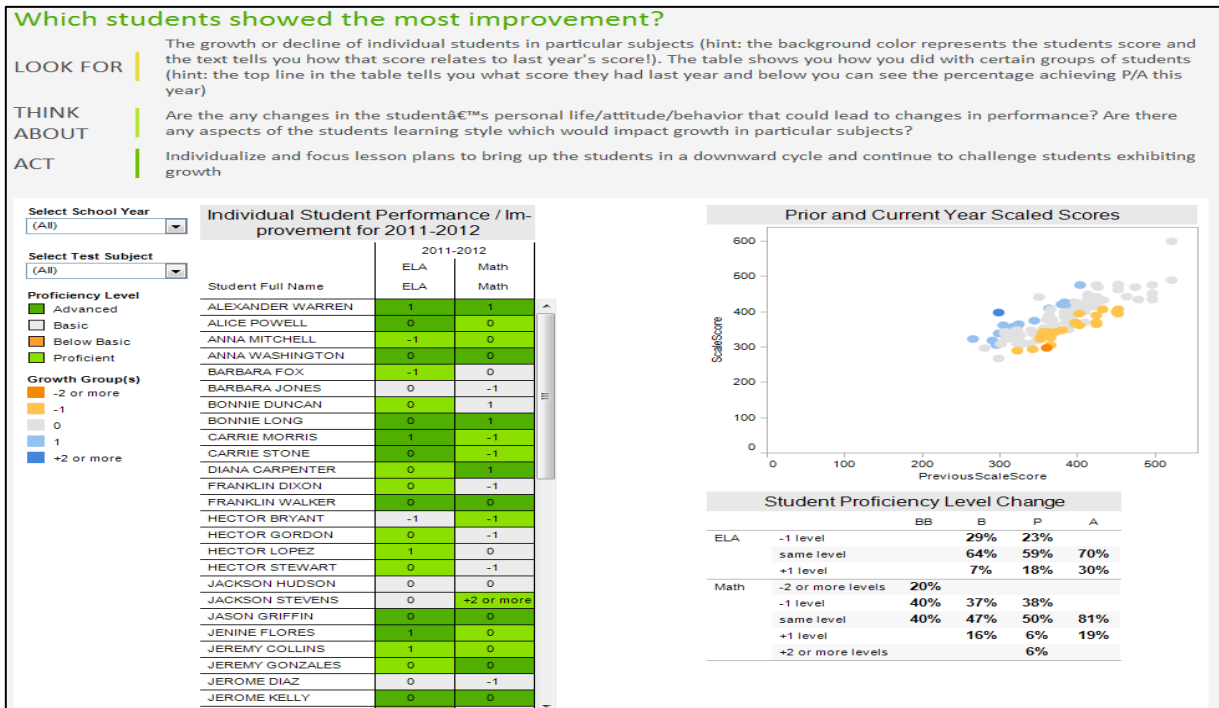 Which students showed the most improvement?
LOOK FOR
The growth or decline of individual students in particular subjects (hint: the background color represents the students score and
the text tells you how that score relates to last year's score!). The table shows you how you did with certain groups of students
(hint: the top line in the table tells you what score they had last year and below you can see the percentage achieving P/A this
year)
THINK
ABOUT
Are the any changes in the studentâ€™s personal life/attitude/behavior that could lead to changes in performance? Are there
any aspects of the students learning style which would impact growth in particular subjects?
ACT
Individualize and focus lesson plans to bring up the students in a downward cycle and continue to challenge students exhibiting
growth
Select School Year
(All)
Select Test Subject
(All)
Proficiency Level
Advanced
Basic
Below Basic
Proficient
Growth Group(s)
-2 or more
-1
0
1
+2 or more
Individual Student Performance / Im-
provement for 2011-2012
2011-2012
ELA Math
Student Full Name ELA Math
ALEXANDER WARREN 1 1
ALICE POWELL 0 0
ANNA MITCHELL -1 0
ANNA WASHINGTON 0 0
BARBARA FOX -1 0
BARBARA JONES 0 -1
BONNIE DUNCAN 0 1
BONNIE LONG 0 1
CARRIE MORRIS 1 -1
CARRIE STONE 0 -1
DIANA CARPENTER 0 1
FRANKLIN DIXON 0 -1
FRANKLIN WALKER 0 0
HECTOR BRYANT -1 -1
HECTOR GORDON 0 -1
HECTOR LOPEZ 1 0
HECTOR STEWART 0 -1
JACKSON HUDSON 0 0
JACKSON STEVENS 0 +2 or more
JASON GRIFFIN 0 0
JENINE FLORES 1 0
JEREMY COLLINS 1 0
JEREMY GONZALES 0 0
JEROME DIAZ 0 -1
JEROME KELLY 0 0
Prior and Current Year Scaled Scores
600
500
400
300
200
100
0
ScaleScore
0 100 200 300 400 500
PreviousScaleScore
Student Proficiency Level Change
BB B P A
ELA -1 level 29% 23%
same level 64% 59% 70%
+1 level 7% 18% 30%
Math -2 or more levels 20%
-1 level 40% 37% 38%
same level 40% 47% 50% 81%
+1 level 16% 6% 19%
+2 or more levels 6%